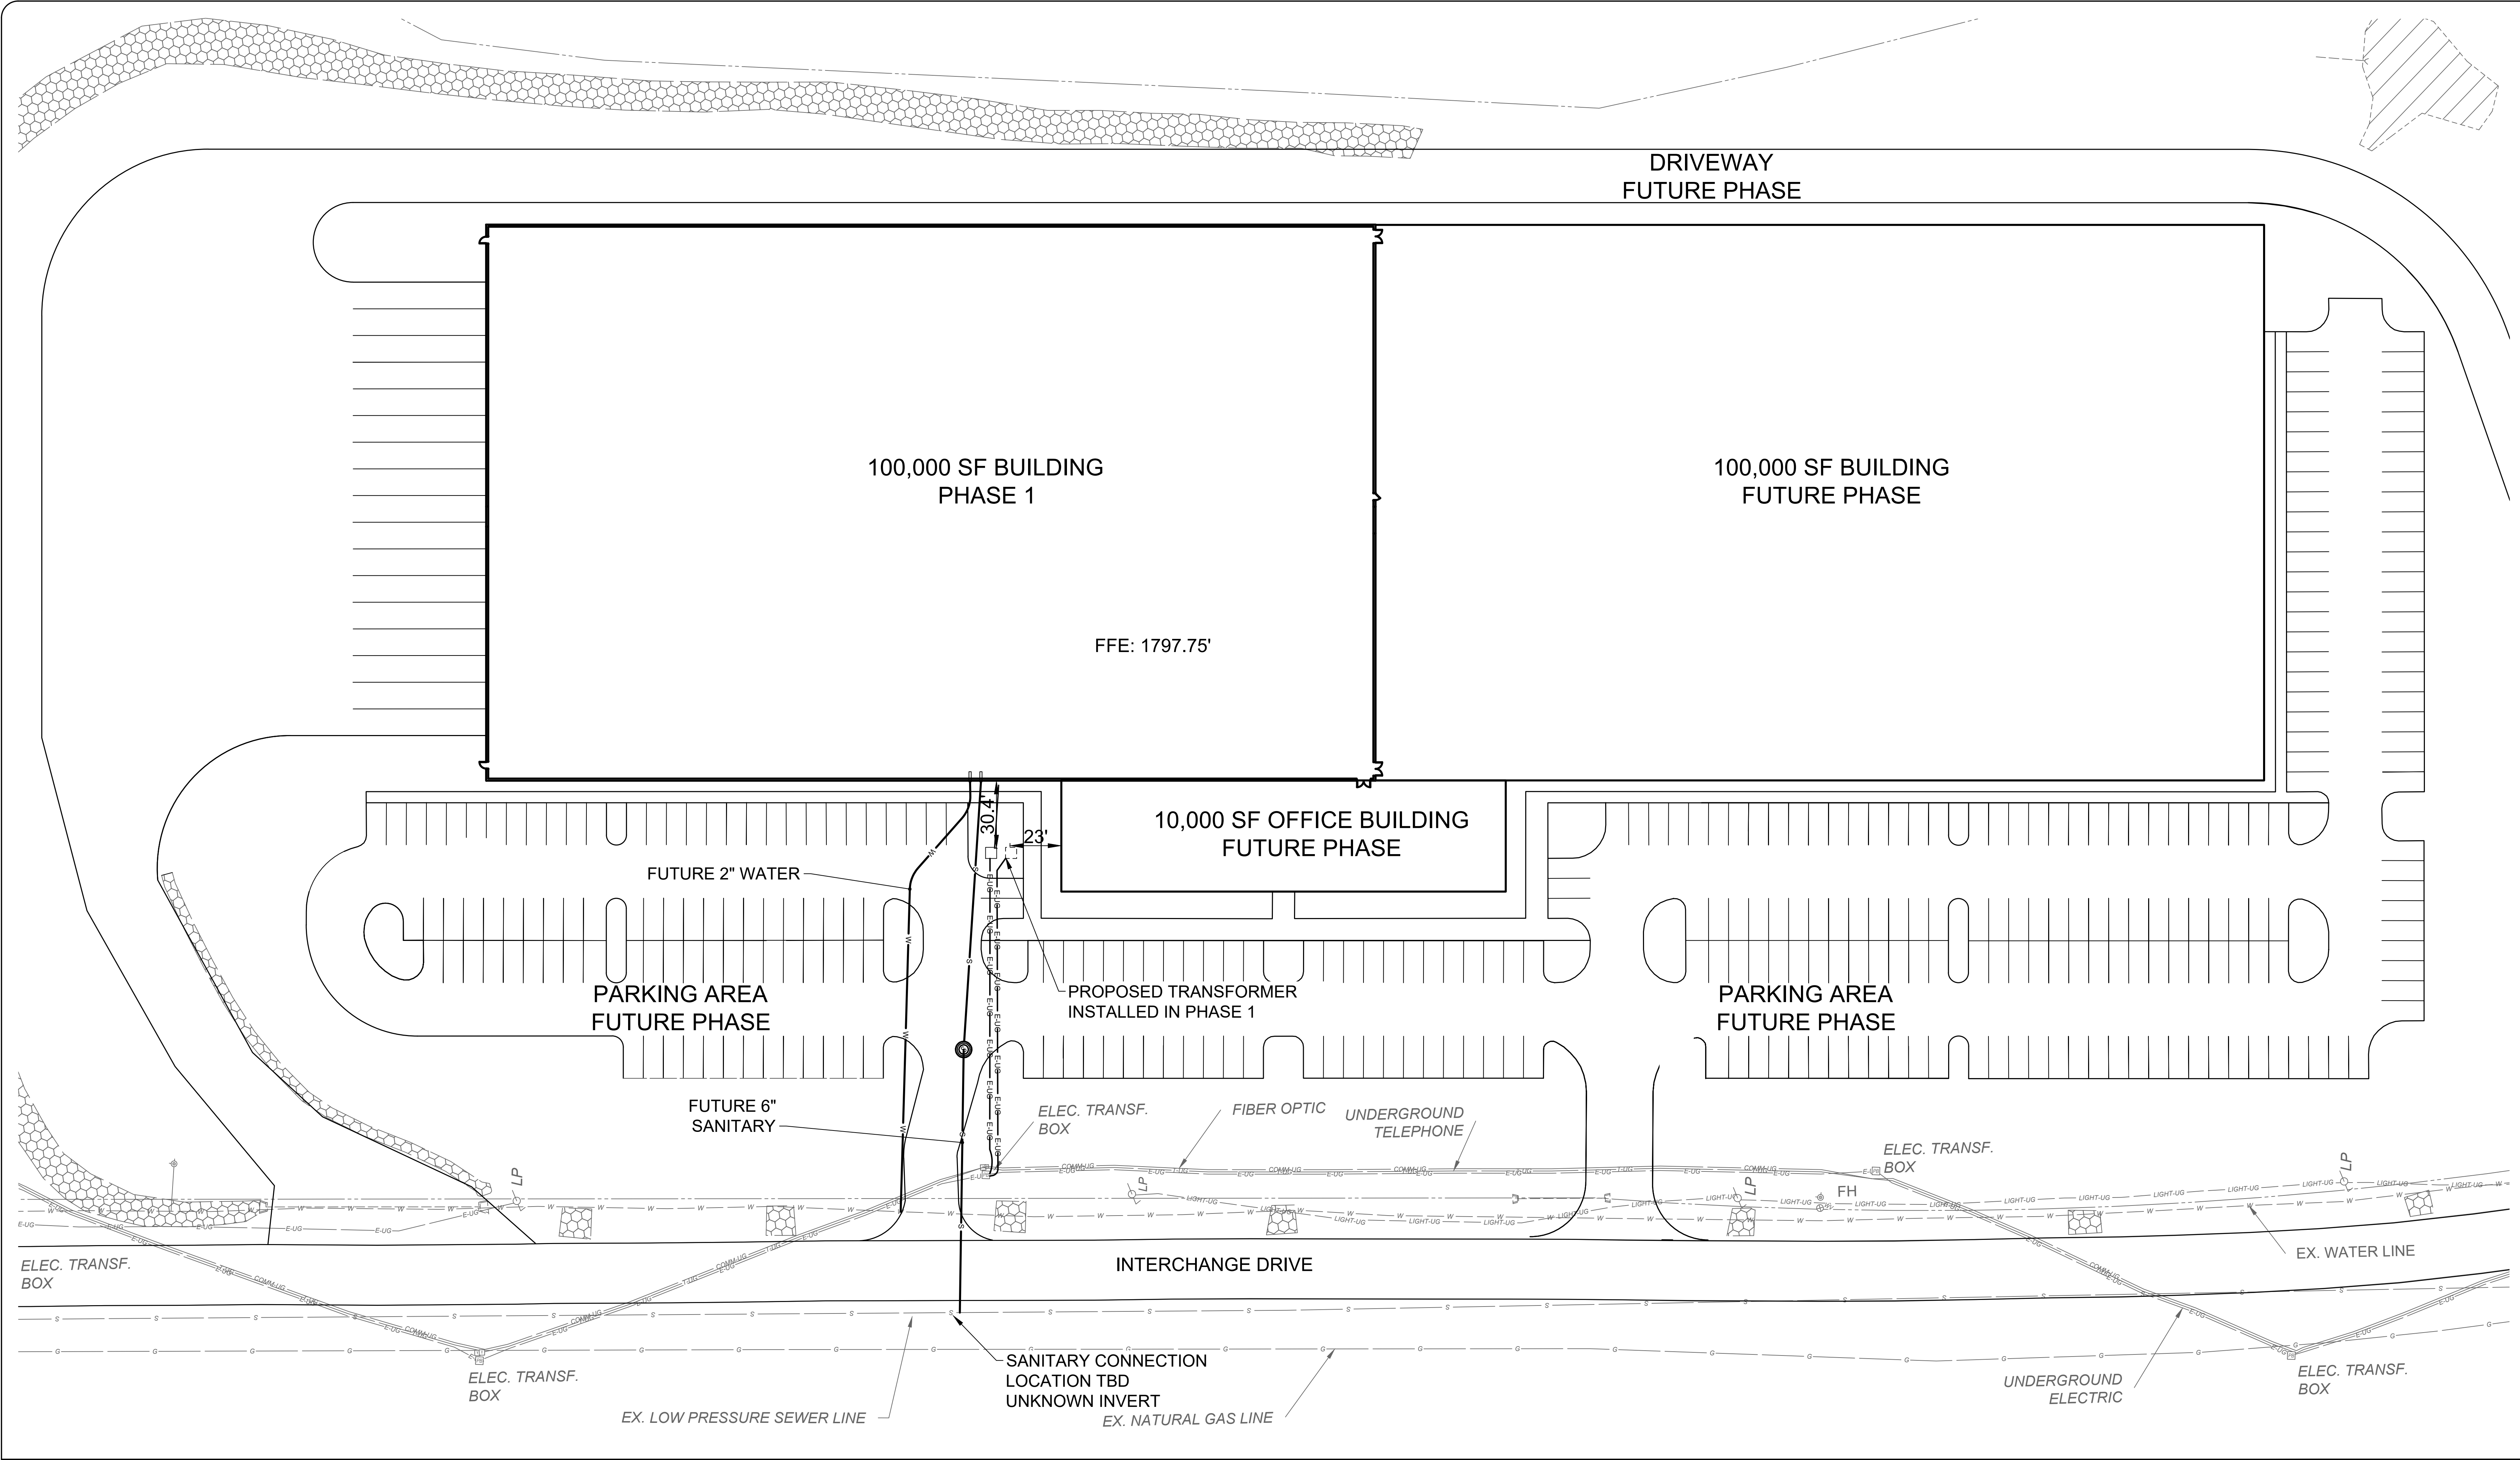 DRIVEWAY
FUTURE PHASE
100,000 SF BUILDING
PHASE 1
100,000 SF BUILDING
FUTURE PHASE
FFE: 1797.75'
30.4'
23'
10,000 SF OFFICE BUILDING
FUTURE PHASE
FUTURE 2" WATER
PROPOSED TRANSFORMER
INSTALLED IN PHASE 1
PARKING AREA
FUTURE PHASE
PARKING AREA
FUTURE PHASE
FUTURE 6"
SANITARY
ELEC. TRANSF.
BOX
FIBER OPTIC
UNDERGROUND
TELEPHONE
ELEC. TRANSF.
BOX
LP
LP
LP
FH
LP
ELEC. TRANSF.
BOX
INTERCHANGE DRIVE
EX. WATER LINE
ELEC. TRANSF.
BOX
SANITARY CONNECTION
LOCATION TBD
UNKNOWN INVERT
EX. LOW PRESSURE SEWER LINE
EX. NATURAL GAS LINE
UNDERGROUND
ELECTRIC
ELEC. TRANSF.
BOX